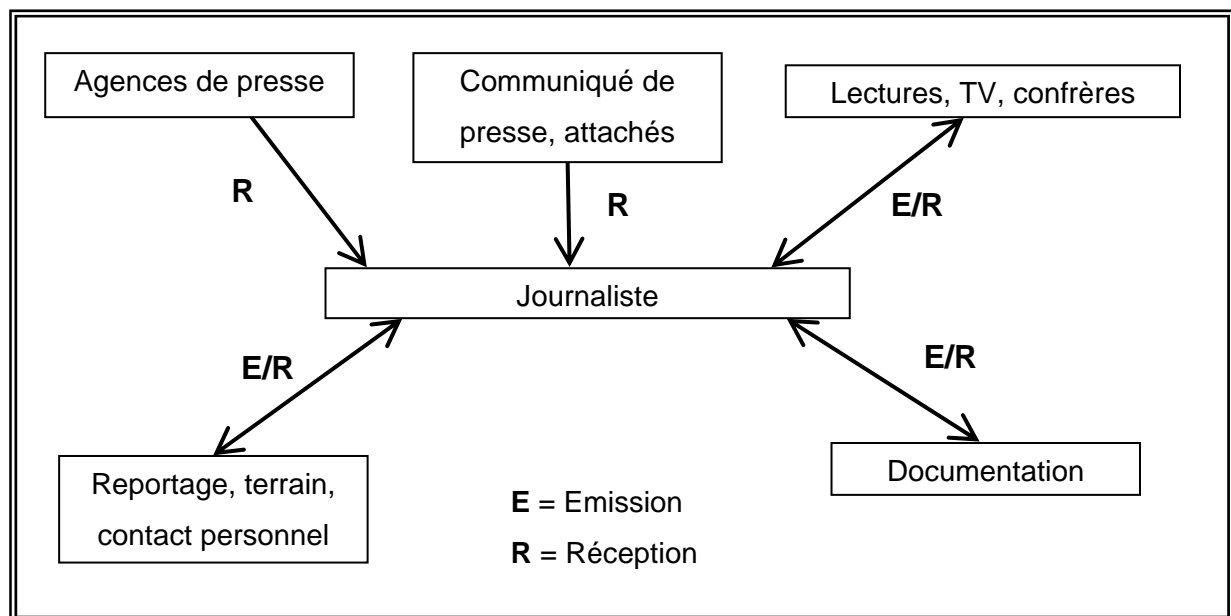 Agences de presse
Communiqué de
presse, attachés
Lectures, TV, confrères
R
R
E/R
Journaliste
E/R
E/R
Reportage, terrain,
contact personnel
Documentation
E = Emission
R = Réception